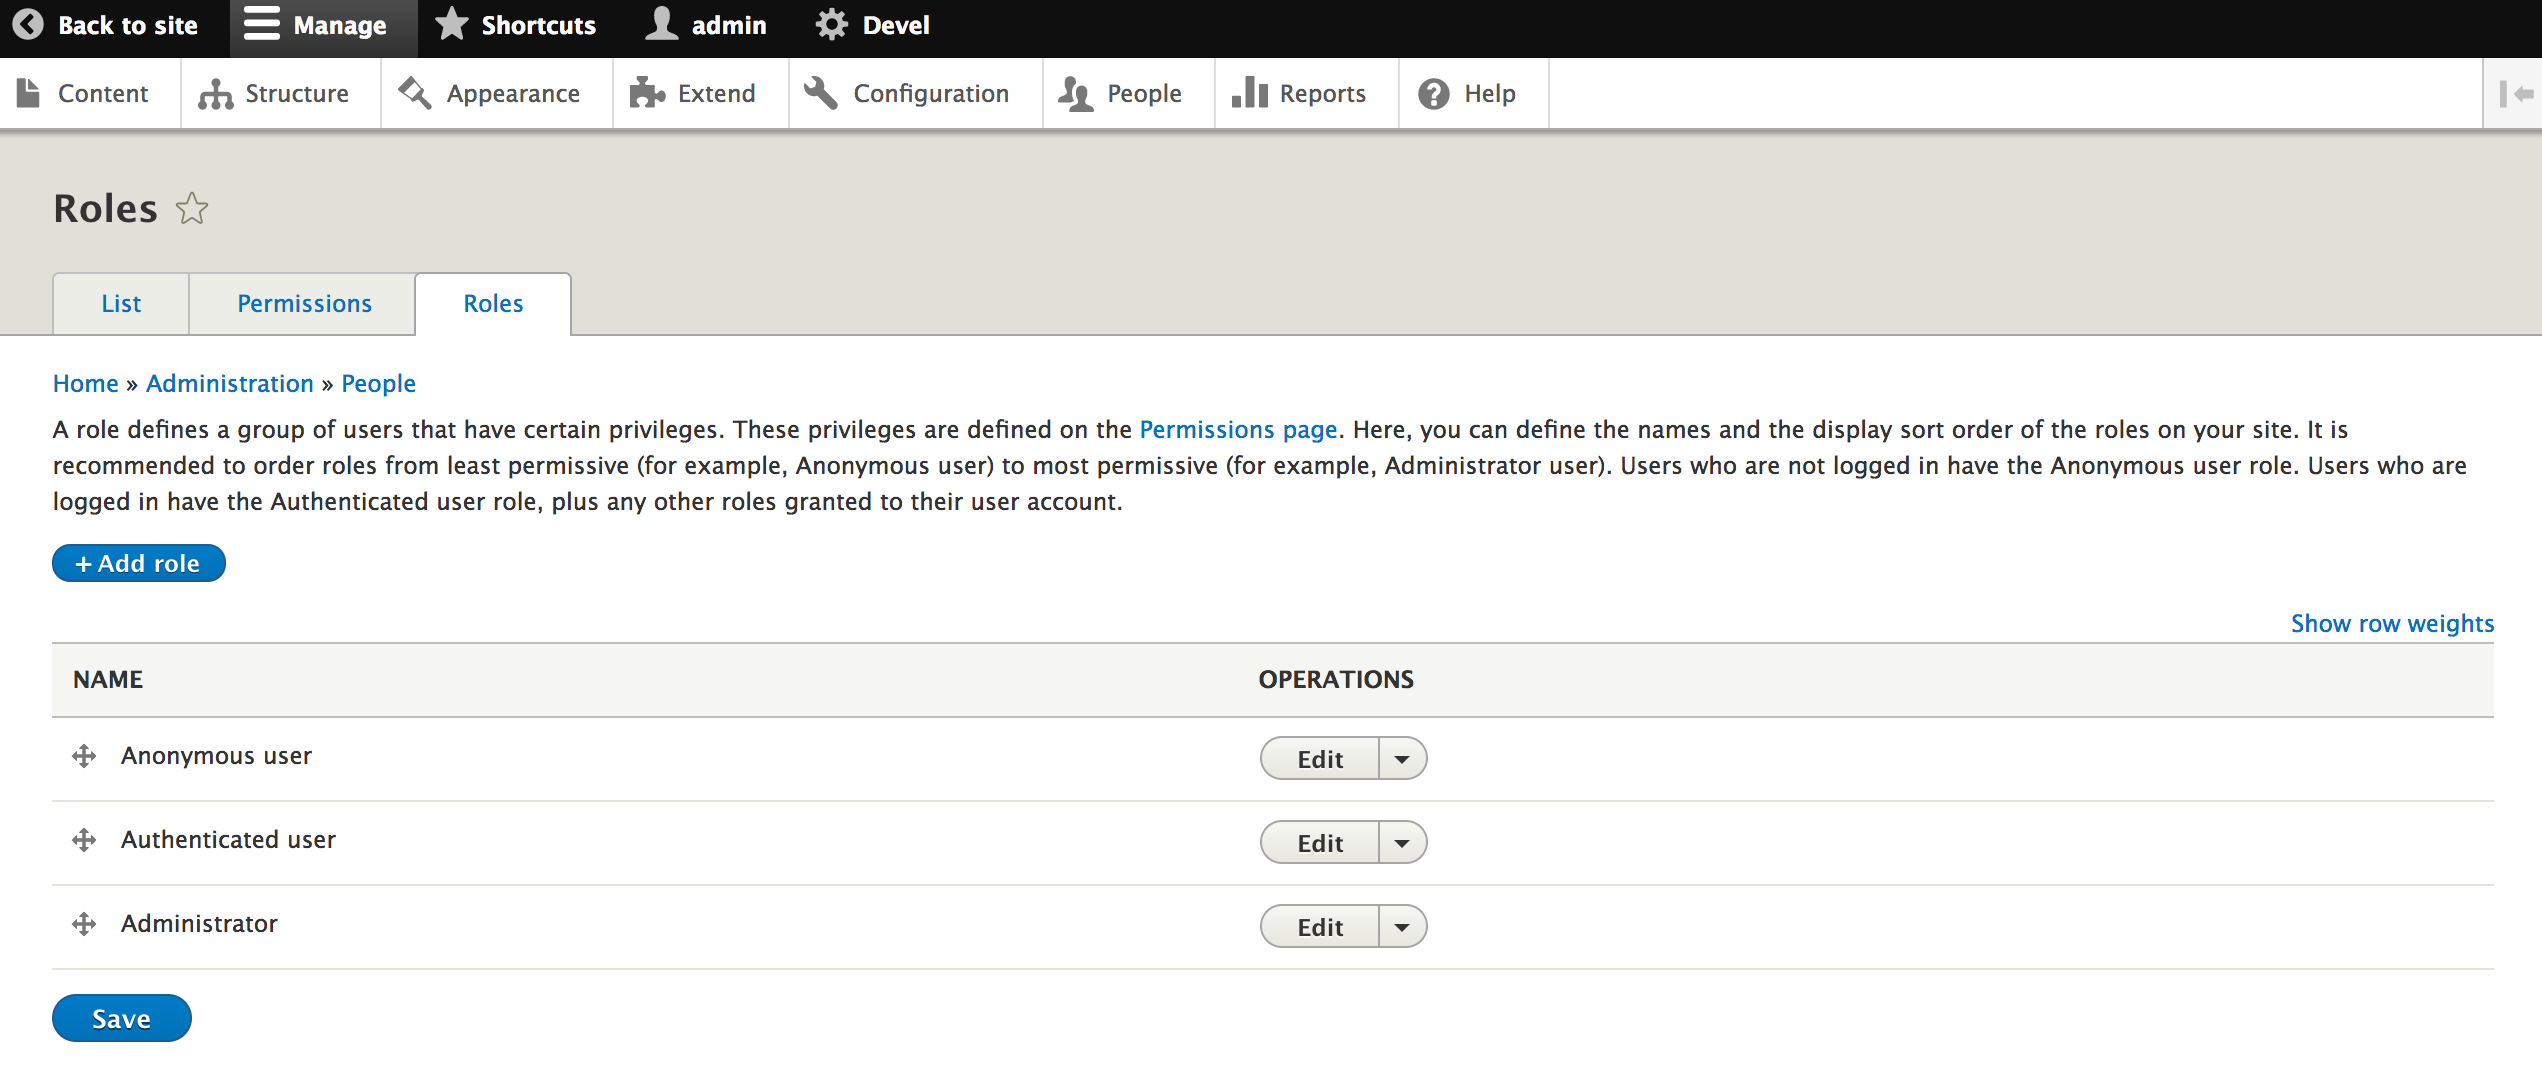 Back to site Manage Shortcuts admin Devel
Content Structure Appearance Extend Configuration People Reports Help
Roles
List Permissions Roles
Home » Administration » People
A role defines a group of users that have certain privileges. These privileges are defined on the Permissions page. Here, you can define the names and the display sort order of the roles on your site. It is
recommended to order roles from least permissive (for example, Anonymous user) to most permissive (for example, Administrator user). Users who are not logged in have the Anonymous user role. Users who are
logged in have the Authenticated user role, plus any other roles granted to their user account.
+ Add role
Show row weights
NAME OPERATIONS
Anonymous user Edit
Authenticated user Edit
Administrator Edit
Save